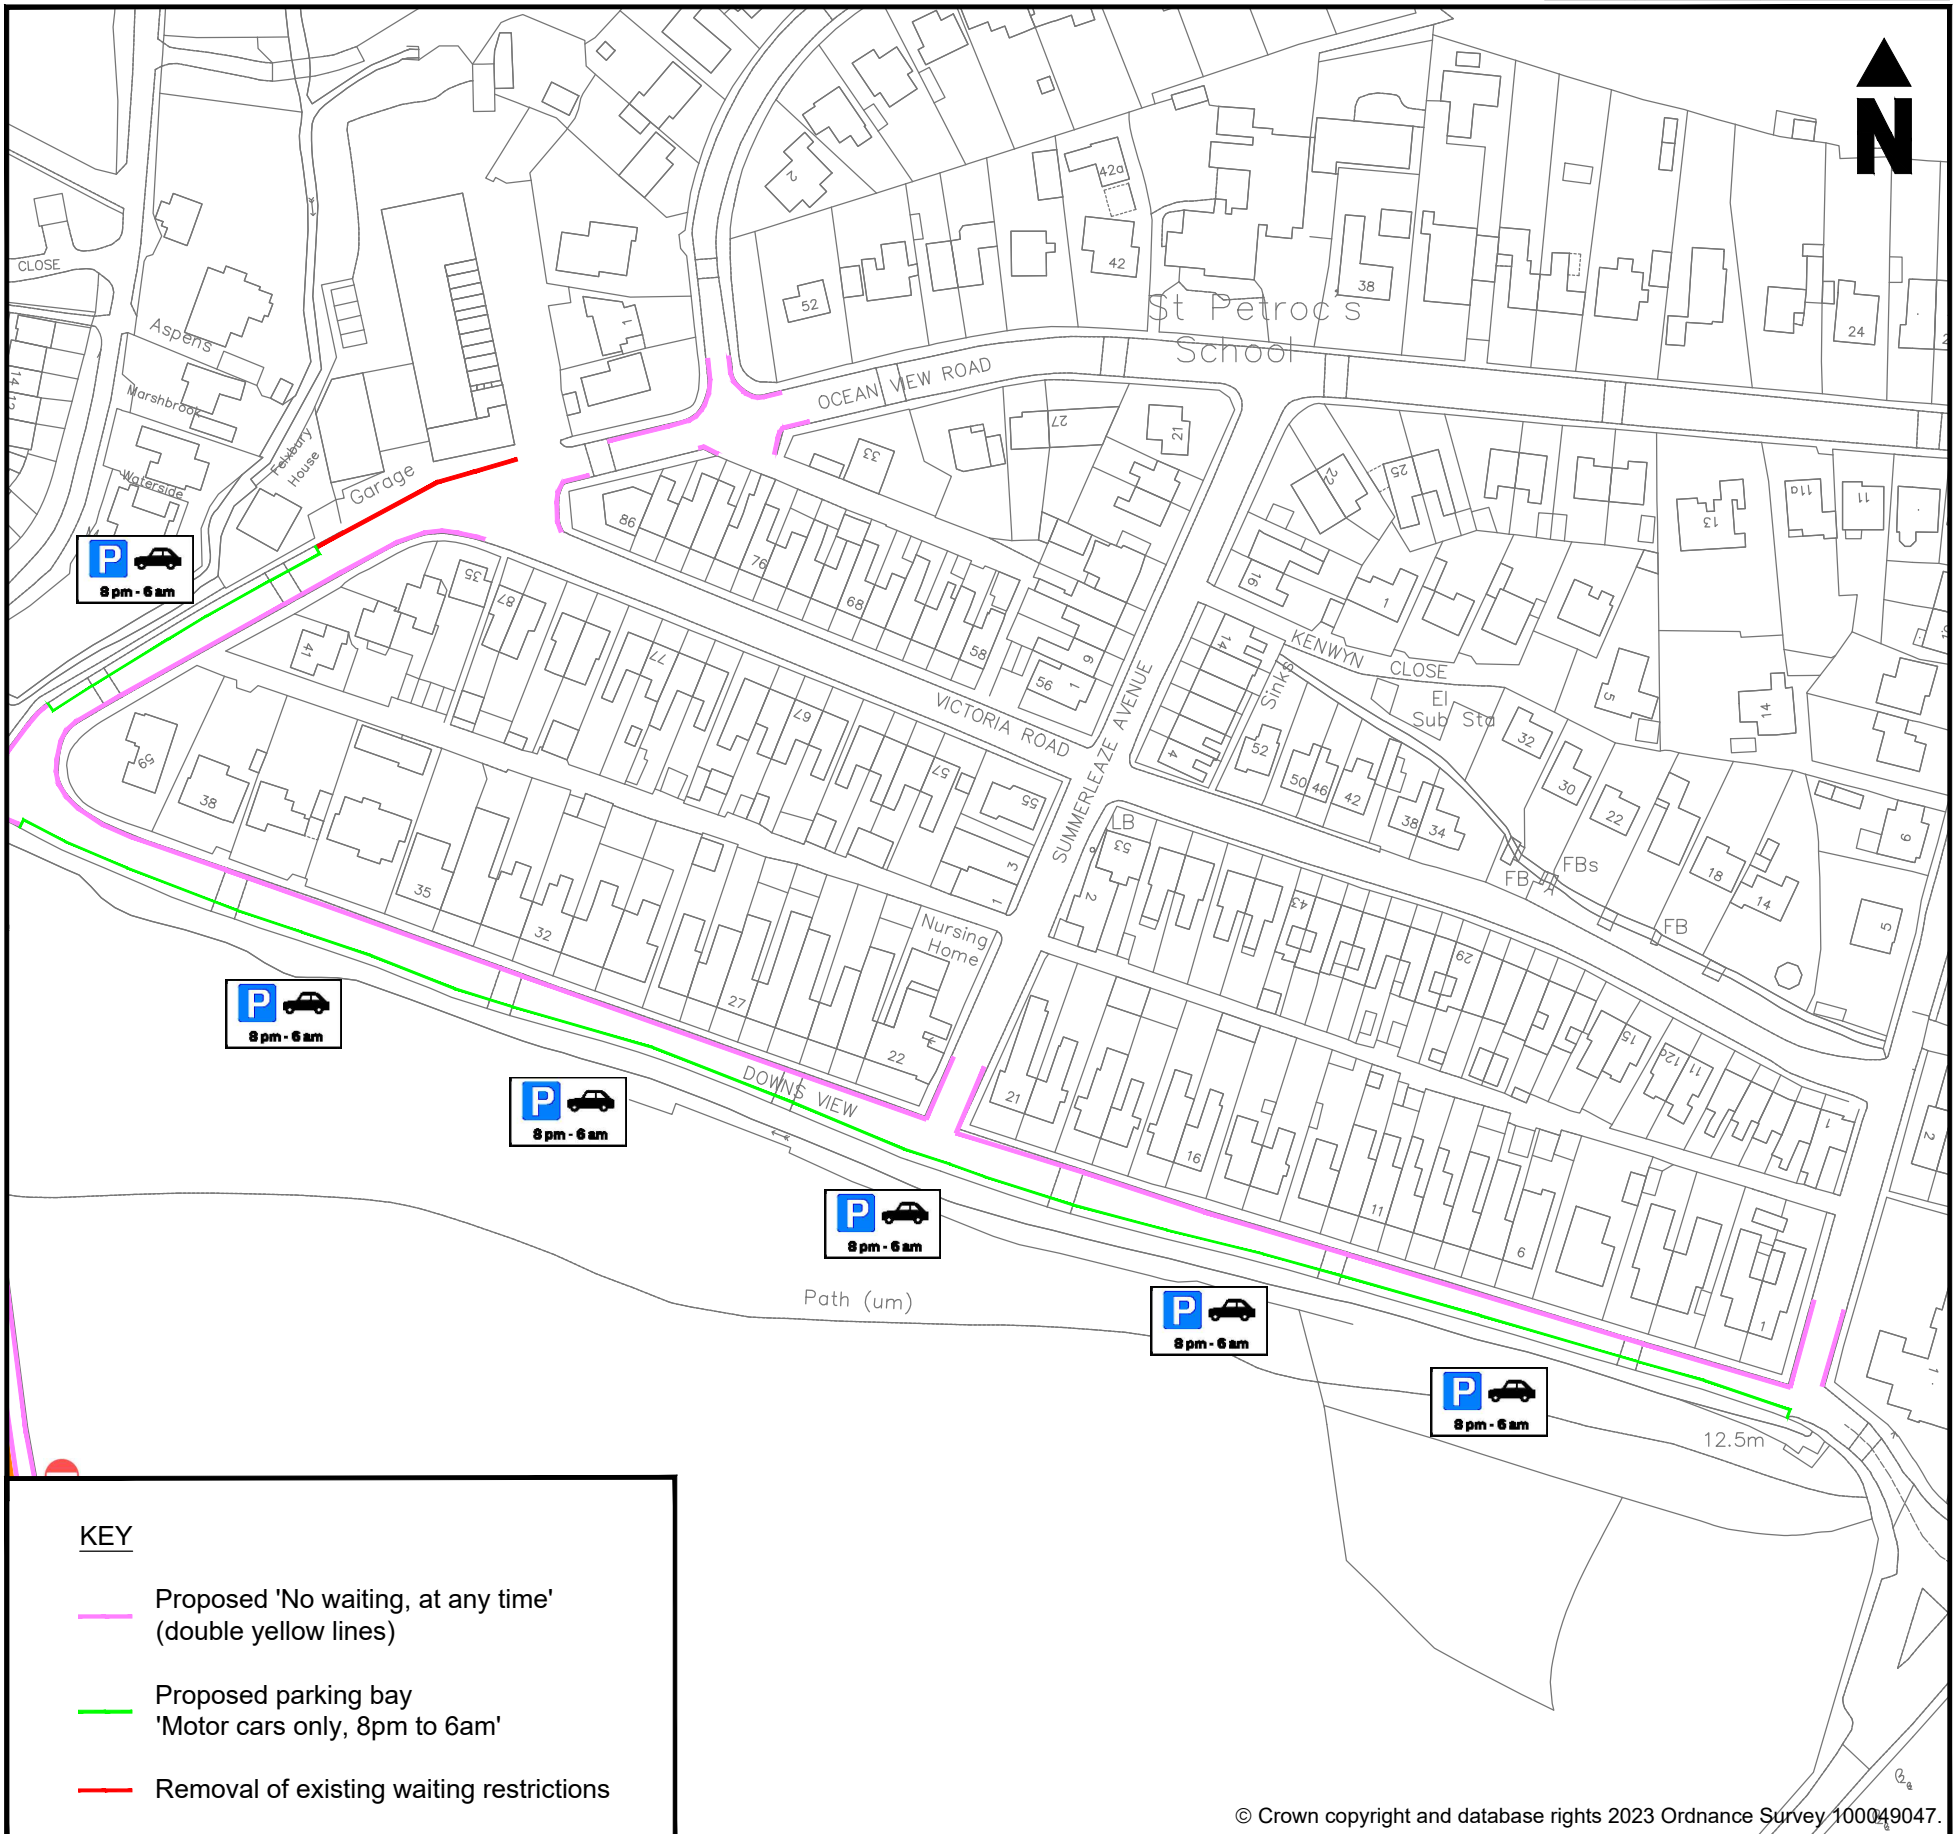 N
CLOSE
Aspens
Marshbrook
Waterside
Felxbury
House
Garage
OCEAN VIEW ROAD
St Petroc's
School
2
42a
42
38
24
52
1
27
21
33
22
25
13
11a
11
16
1
86
76
68
58
56
1
9
35
87
77
67
57
55
3
1
41
59
38
35
32
27
22
VICTORIA ROAD
SUMMERLEAZE AVENUE
KENWYN CLOSE
Sinks
El
Sub Sta
14
4
52
50
46
42
38
34
5
14
32
30
22
18
14
9
5
FB
FBs
FB
LB
53
2
43
29
15
12a
11
1
2
Nursing
Home
DOWNS VIEW
21
16
11
6
1
1
P
8 pm - 6 am
P
8 pm - 6 am
P
8 pm - 6 am
P
8 pm - 6 am
P
8 pm - 6 am
P
8 pm - 6 am
Path (um)
12.5m
KEY
Proposed 'No waiting, at any time'
(double yellow lines)
Proposed parking bay
'Motor cars only, 8pm to 6am'
Removal of existing waiting restrictions
© Crown copyright and database rights 2023 Ordnance Survey 100049047.